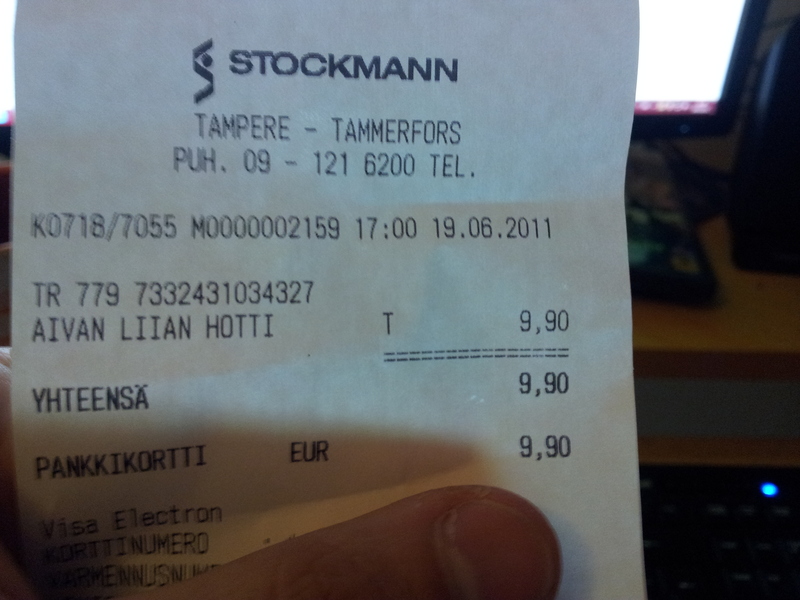 STOCKMANN
TAMPERE - TAMMERFORS
PUH. 09 - 121 6200 TEL.
K0718/7055 M0000002159 17:00 19.06.2011
TR 779 7332431034327
AIVAN LIIAN HOTTI T 9,90
====================
YHTEENSÄ 9,90
PANKKIKORTTI EUR 9,90
Visa Electron
KORTTINUMERO